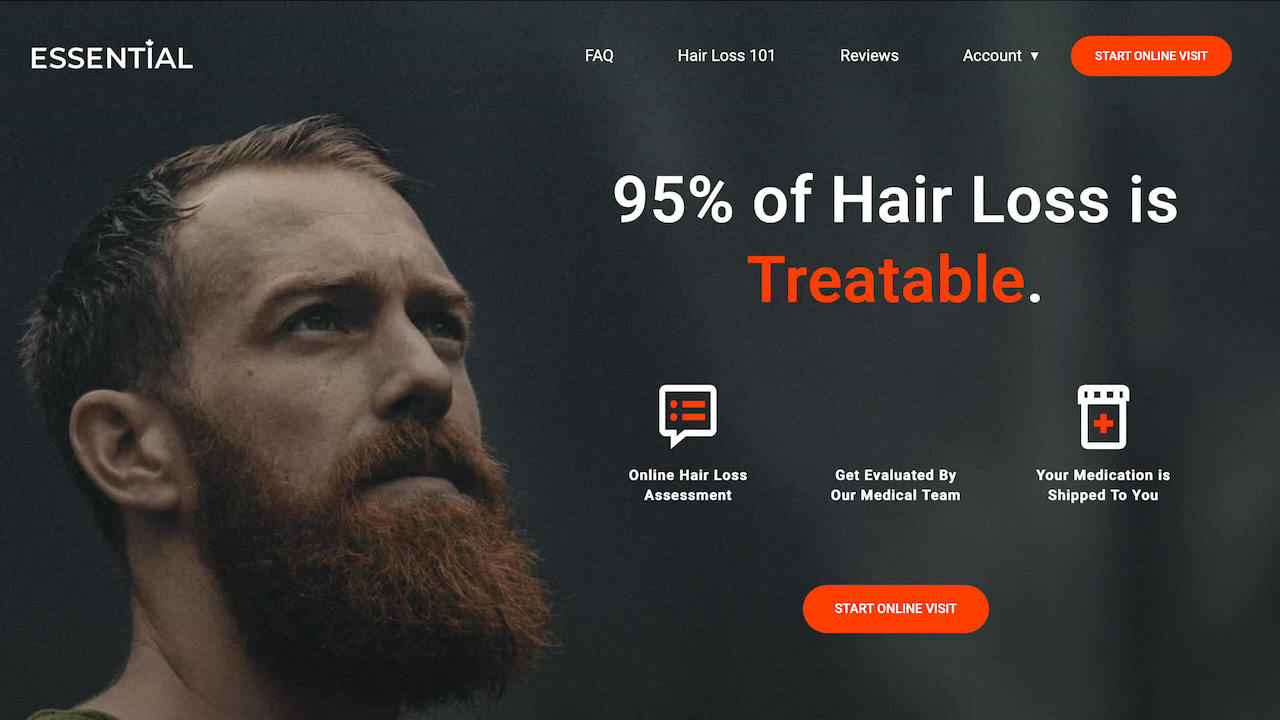 ESSENTIAL
FAQ
Hair Loss 101
Reviews
Account ▼
START ONLINE VISIT
95% of Hair Loss is
Treatable.
Online Hair Loss
Assessment
Get Evaluated By
Our Medical Team
Your Medication is
Shipped To You
START ONLINE VISIT